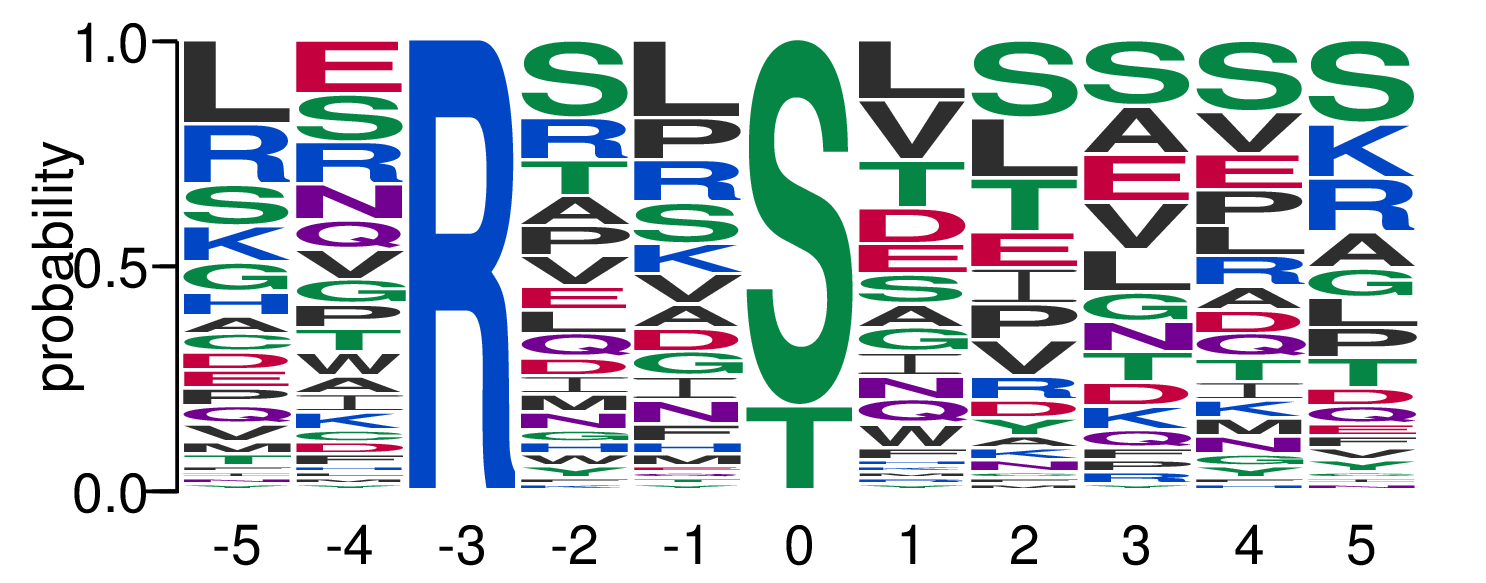 probability
1.0
0.5
0.0
L R S K G H A C D E P Q V M T
E S R N Q V G P T W A I K C D
R
S R T A P V E L Q D I M N G W Y
L P R S K V A D G I N F H M
S T
L V T D E S A G I N Q W
S L T E I P V R D Y A K N
S A E V L G N T D K Q F P R
S V E P L R A D Q T I K M N G Y
S K R A G L P T D Q E F V Y
-5 -4 -3 -2 -1 0 1 2 3 4 5